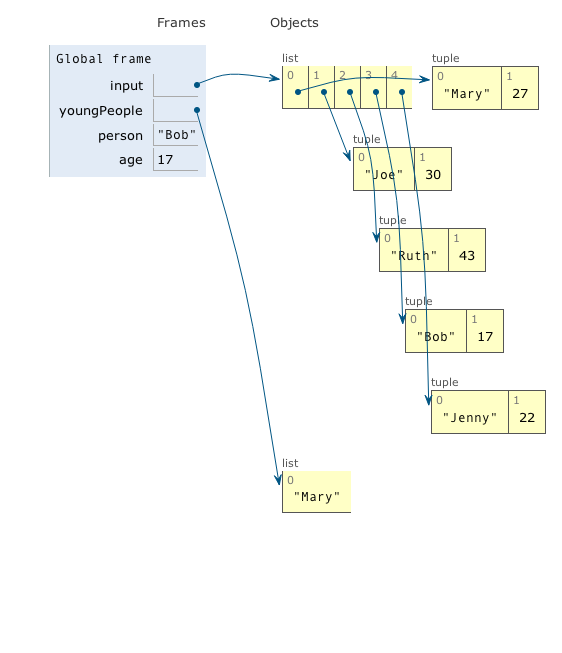 Frames Objects
Global frame
input
youngPeople
person "Bob"
age 17
list
0 1 2 3 4
tuple
0 1
"Mary" 27
tuple
0 1
"Joe" 30
tuple
0 1
"Ruth" 43
tuple
0 1
"Bob" 17
tuple
0 1
"Jenny" 22
list
0
"Mary"